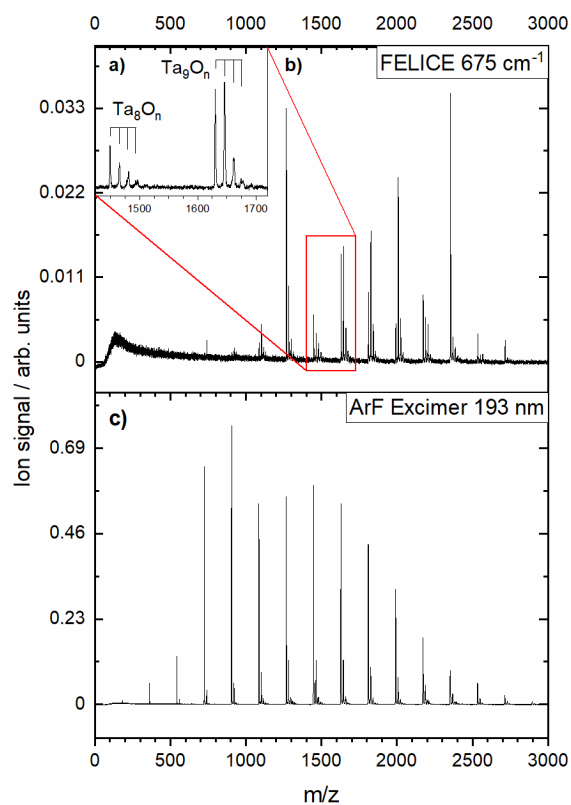 0 500 1000 1500 2000 2500 3000
a) b) FELICE 675 cm⁻¹
Ta₉Oₙ
Ta₈Oₙ
1500 1600 1700
0.033
0.022
0.011
0
c) ArF Excimer 193 nm
0.69
0.46
0.23
0
0 500 1000 1500 2000 2500 3000
m/z
Ion signal / arb. units